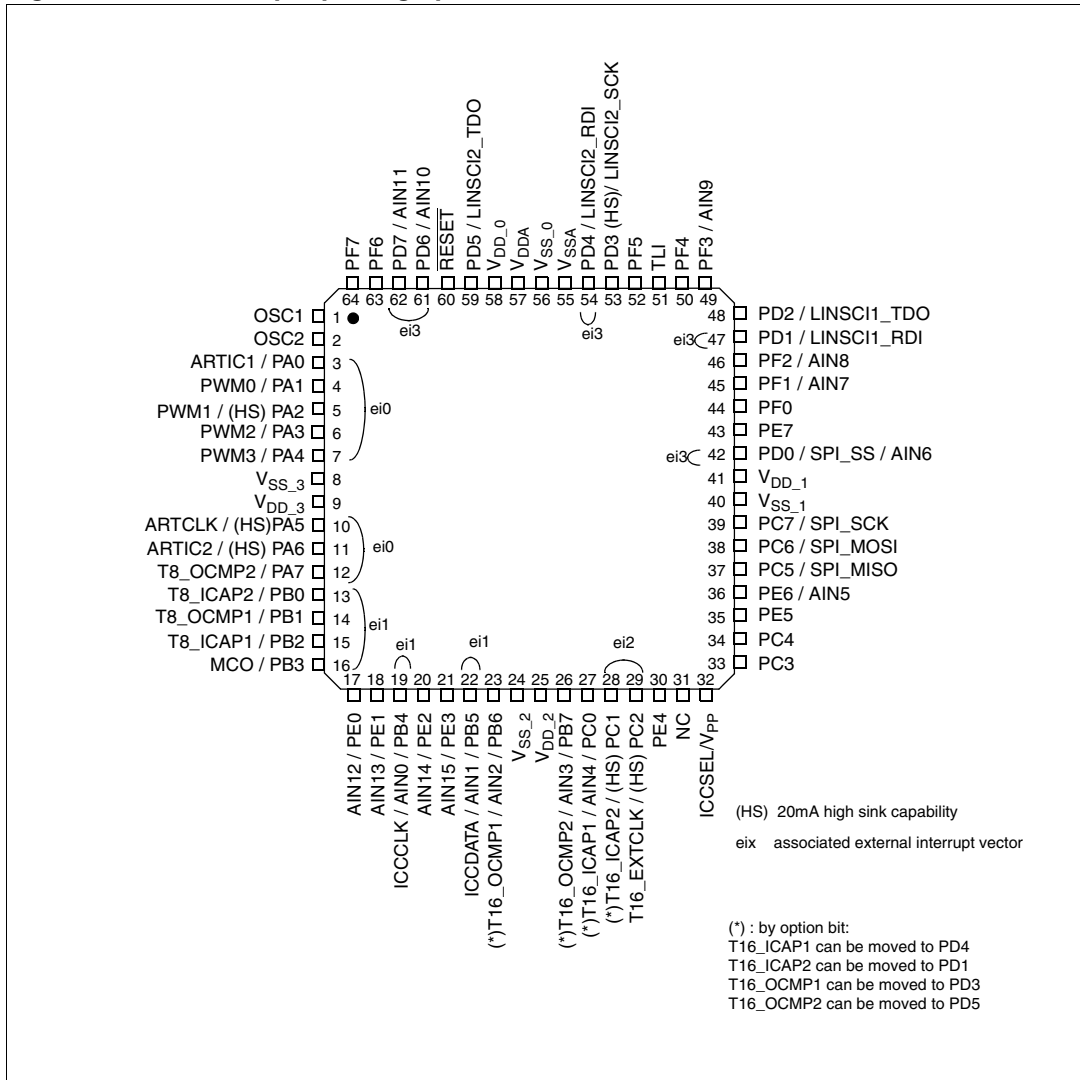 PF7
PF6
PD7 / AIN11
PD6 / AIN10
RESET
PD5 / LINSCI2_TDO
VDD_0
VDDA
VSS_0
VSSA
PD4 / LINSCI2_RDI
PD3 (HS)/ LINSCI2_SCK
PF5
TLI
PF4
PF3 / AIN9
64 63 62 61 60 59 58 57 56 55 54 53 52 51 50 49
ei3
ei3
OSC1 1
OSC2 2
ARTIC1 / PA0 3
PWM0 / PA1 4
PWM1 / (HS) PA2 5
PWM2 / PA3 6
PWM3 / PA4 7
ei0
VSS_3 8
VDD_3 9
ARTCLK / (HS)PA5 10
ARTIC2 / (HS) PA6 11
T8_OCMP2 / PA7 12
ei0
T8_ICAP2 / PB0 13
T8_OCMP1 / PB1 14
T8_ICAP1 / PB2 15
MCO / PB3 16
ei1
48 PD2 / LINSCI1_TDO
ei3 47 PD1 / LINSCI1_RDI
46 PF2 / AIN8
45 PF1 / AIN7
44 PF0
43 PE7
ei3 42 PD0 / SPI_SS / AIN6
41 VDD_1
40 VSS_1
39 PC7 / SPI_SCK
38 PC6 / SPI_MOSI
37 PC5 / SPI_MISO
36 PE6 / AIN5
35 PE5
34 PC4
33 PC3
ei1
ei1
ei2
17 18 19 20 21 22 23 24 25 26 27 28 29 30 31 32
AIN12 / PE0
AIN13 / PE1
ICCCLK / AIN0 / PB4
AIN14 / PE2
AIN15 / PE3
ICCDATA / AIN1 / PB5
(*)T16_OCMP1 / AIN2 / PB6
VSS_2
VDD_2
(*)T16_OCMP2 / AIN3 / PB7
(*)T16_ICAP1 / AIN4 / PC0
(*)T16_ICAP2 / (HS) PC1
T16_EXTCLK / (HS) PC2
PE4
NC
ICCSEL/VPP
(HS) 20mA high sink capability
eix associated external interrupt vector
(*) : by option bit:
T16_ICAP1 can be moved to PD4
T16_ICAP2 can be moved to PD1
T16_OCMP1 can be moved to PD3
T16_OCMP2 can be moved to PD5